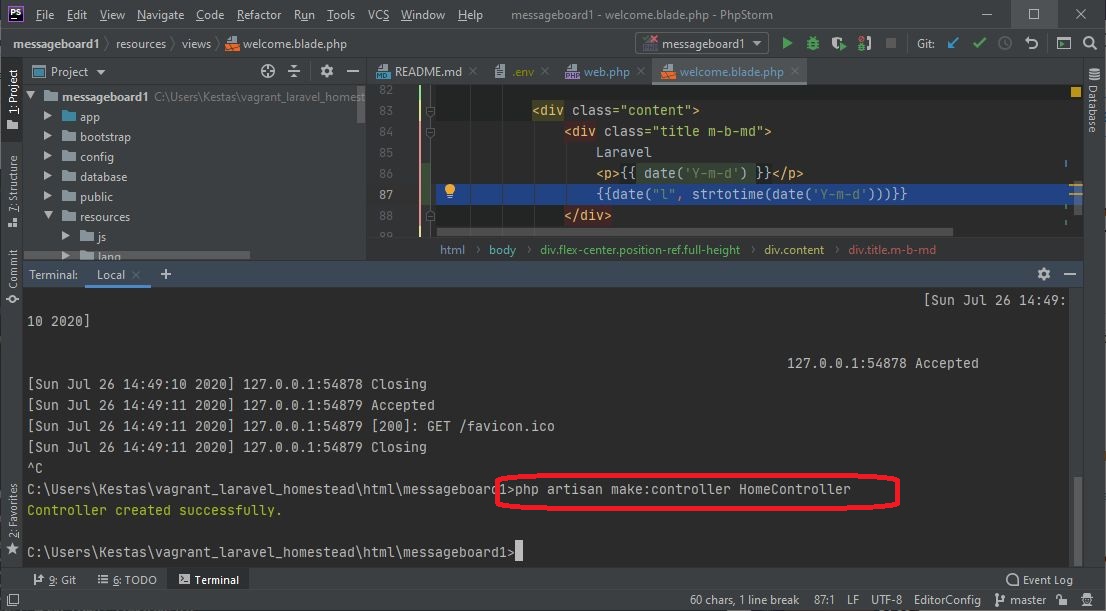 PS File Edit View Navigate Code Refactor Run Tools VCS Window Help messageboard1 - welcome.blade.php - PhpStorm
messageboard1 resources views welcome.blade.php messageboard1 Git:
1: Project
Project
README.md .env web.php welcome.blade.php
messageboard1 C:\Users\Kestas\vagrant_laravel_homest
app
bootstrap
config
database
public
resources
js
lang
82
83 <div class="content">
84 <div class="title m-b-md">
85 Laravel
86 <p>{{ date('Y-m-d') }}</p>
87 {{date("l", strtotime(date('Y-m-d')))}}
88 </div>
89
html body div.flex-center.position-ref.full-height div.content div.title.m-b-md
Database
7: Structure
Commit
2: Favorites
Terminal: Local +
[Sun Jul 26 14:49:
10 2020]
127.0.0.1:54878 Accepted
[Sun Jul 26 14:49:10 2020] 127.0.0.1:54878 Closing
[Sun Jul 26 14:49:11 2020] 127.0.0.1:54879 Accepted
[Sun Jul 26 14:49:11 2020] 127.0.0.1:54879 [200]: GET /favicon.ico
[Sun Jul 26 14:49:11 2020] 127.0.0.1:54879 Closing
^C
C:\Users\Kestas\vagrant_laravel_homestead\html\messageboard1>php artisan make:controller HomeController
Controller created successfully.
C:\Users\Kestas\vagrant_laravel_homestead\html\messageboard1>
9: Git 6: TODO Terminal Event Log
60 chars, 1 line break 87:1 LF UTF-8 EditorConfig master